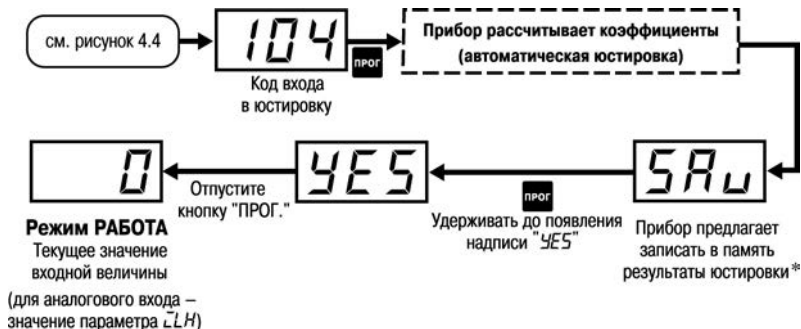 см. рисунок 4.4
104
ПРОГ
Код входа
в юстировку
Прибор рассчитывает коэффициенты
(автоматическая юстировка)
SAu
Прибор предлагает
записать в память
результаты юстировки*
ПРОГ
Удерживать до появления
надписи "YES"
YES
Отпустите
кнопку "ПРОГ."
0
Режим РАБОТА
Текущее значение
входной величины
(для аналогового входа –
значение параметра